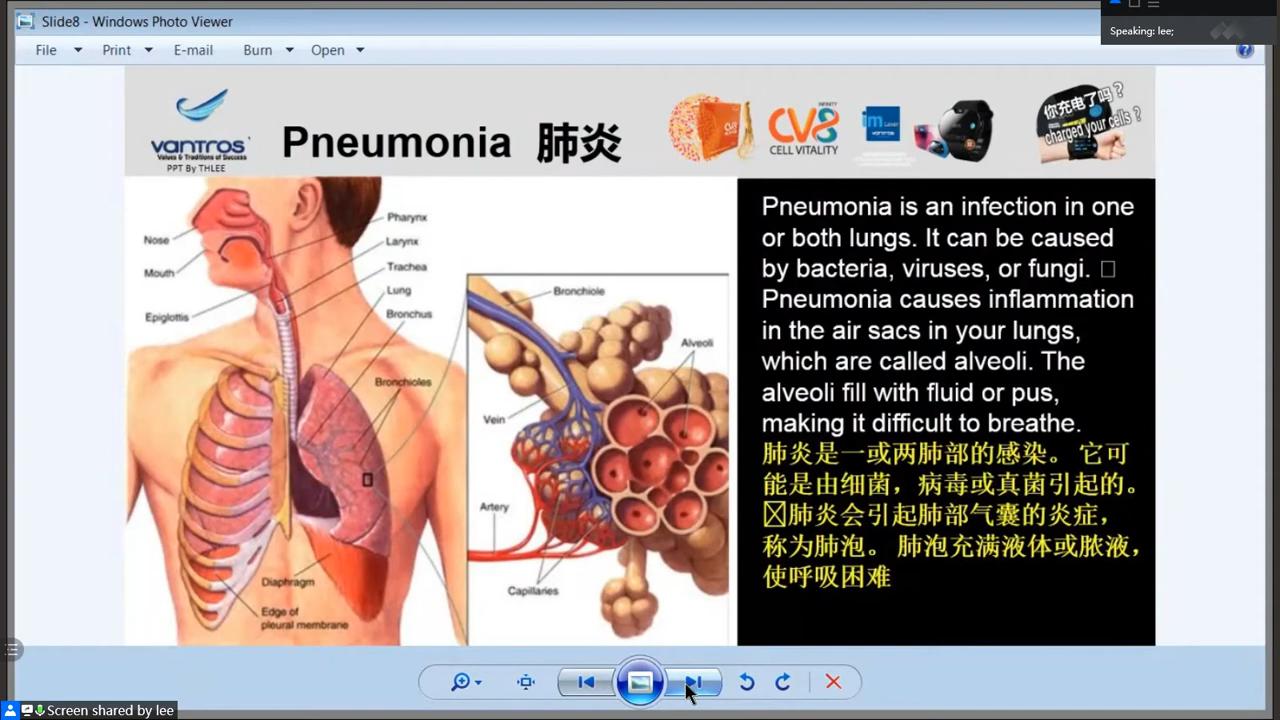 Slide8 - Windows Photo Viewer
Speaking: lee;
File Print E-mail Burn Open
vantros
Values & Traditions of Success
PPT By THLEE
Pneumonia 肺炎
CV8
INFINITY
CV8
CELL VITALITY
im
vantros
你充电了吗?
charged your cells ?
Nose
Mouth
Epiglottis
Pharynx
Larynx
Trachea
Lung
Bronchus
Bronchioles
Diaphragm
Edge of
pleural membrane
Bronchiole
Alveoli
Vein
Artery
Capillaries
Pneumonia is an infection in one
or both lungs. It can be caused
by bacteria, viruses, or fungi. □
Pneumonia causes inflammation
in the air sacs in your lungs,
which are called alveoli. The
alveoli fill with fluid or pus,
making it difficult to breathe.
肺炎是一或两肺部的感染。 它可
能是由细菌，病毒或真菌引起的。
肺炎会引起肺部气囊的炎症，
称为肺泡。 肺泡充满液体或脓液，
使呼吸困难
Screen shared by lee